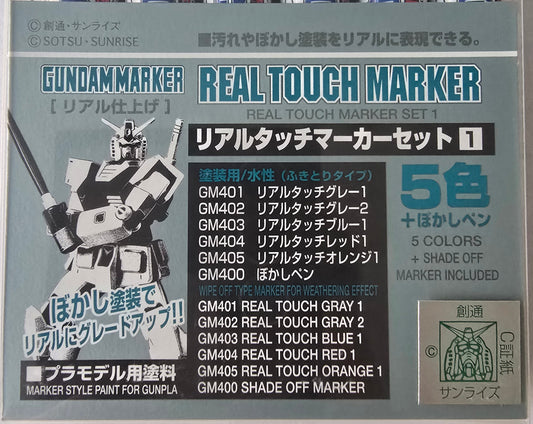 ©創通・サンライズ
©SOTSU・SUNRISE
■汚れやぼかし塗装をリアルに表現できる。
GUNDAM MARKER
[リアル仕上げ]
REAL TOUCH MARKER
REAL TOUCH MARKER SET 1
リアルタッチマーカーセット1
塗装用/水性(ふきとりタイプ)
GM401 リアルタッチグレー1
GM402 リアルタッチグレー2
GM403 リアルタッチブルー1
GM404 リアルタッチレッド1
GM405 リアルタッチオレンジ1
GM400 ぼかしペン
WIPE OFF TYPE MARKER FOR WEATHERING EFFECT
GM401 REAL TOUCH GRAY 1
GM402 REAL TOUCH GRAY 2
GM403 REAL TOUCH BLUE 1
GM404 REAL TOUCH RED 1
GM405 REAL TOUCH ORANGE 1
GM400 SHADE OFF MARKER
5色
+ぼかしペン
5 COLORS
+ SHADE OFF
MARKER INCLUDED
ぼかし塗装で
リアルにグレードアップ!!
■プラモデル用塗料
MARKER STYLE PAINT FOR GUNPLA
創通
©
C証紙
サンライズ